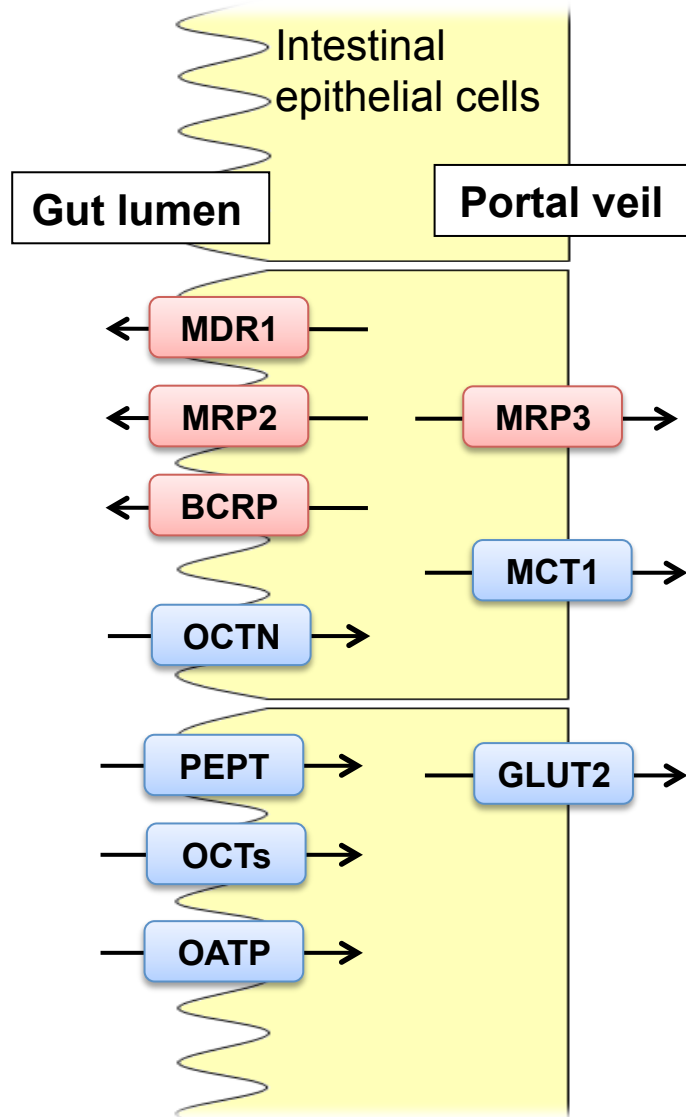 Intestinal
epithelial cells
Gut lumen
Portal veil
MDR1
MRP2
MRP3
BCRP
MCT1
OCTN
PEPT
GLUT2
OCTs
OATP